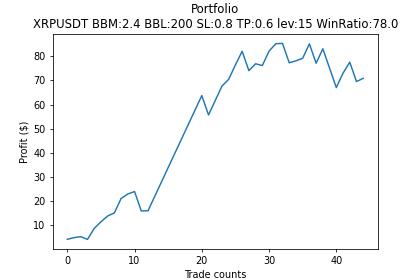 Portfolio
XRPUSDT BBM:2.4 BBL:200 SL:0.8 TP:0.6 lev:15 WinRatio:78.0
80
70
60
50
40
30
20
10
Profit ($)
0 10 20 30 40
Trade counts